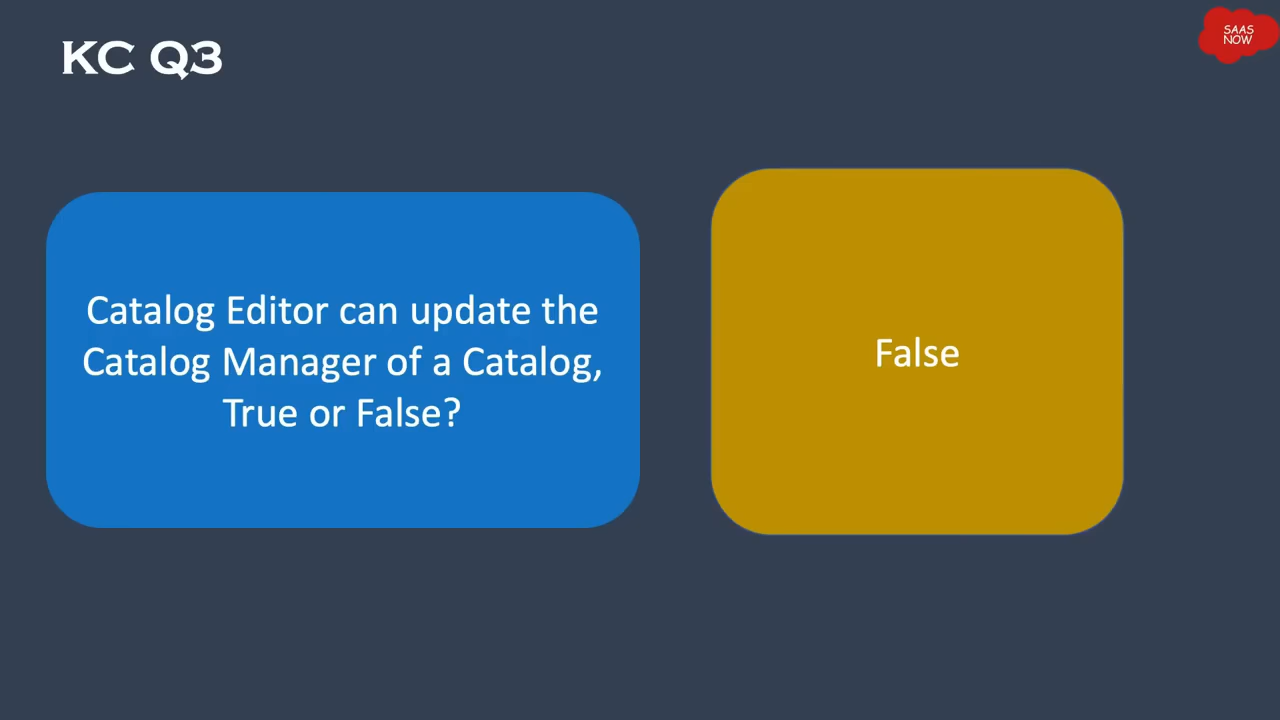 KC Q3
SAAS
NOW
Catalog Editor can update the
Catalog Manager of a Catalog,
True or False?
False